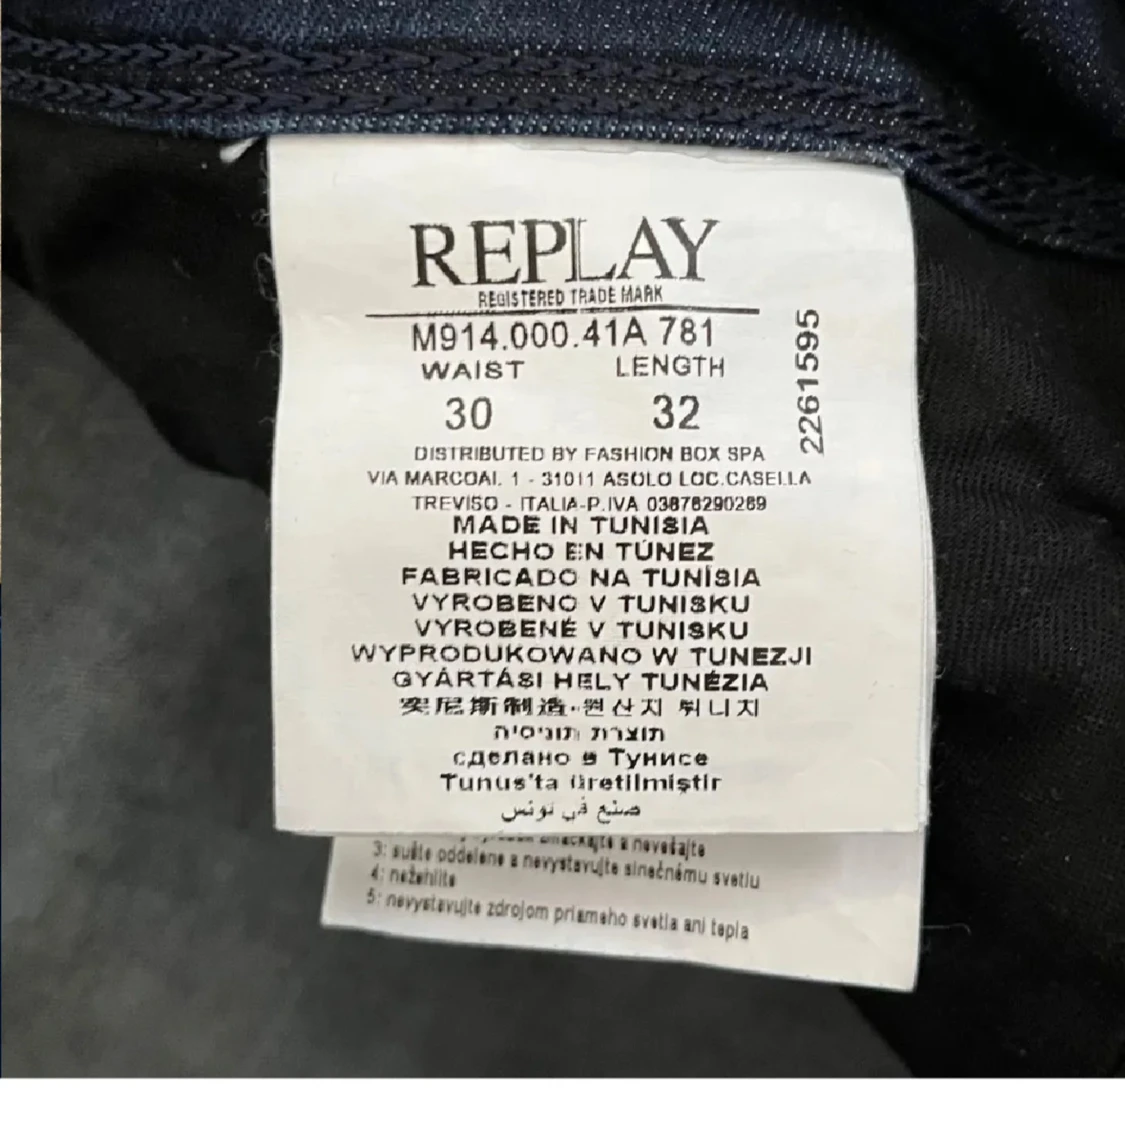 REPLAY
REGISTERED TRADE MARK
M914.000.41A 781
WAIST LENGTH
30 32
2261595
DISTRIBUTED BY FASHION BOX SPA
VIA MARCOAI. 1 - 31011 ASOLO LOC.CASELLA
TREVISO - ITALIA-P.IVA 03876290269
MADE IN TUNISIA
HECHO EN TÚNEZ
FABRICADO NA TUNÍSIA
VYROBENO V TUNISKU
VYROBENÉ V TUNISKU
WYPRODUKOWANO W TUNEZJI
GYÁRTÁSI HELY TUNÉZIA
突尼斯制造·원산지 튀니지
תוצרת תוניסיה
сделано в Тунисе
Tunus'ta üretilmiştir
صنع في تونس
a nevešajte
3: sušte oddelene a nevystavujte slnečnému svetlu
4: nežehlite
5: nevystavujte zdrojom priameho svetla ani tepla